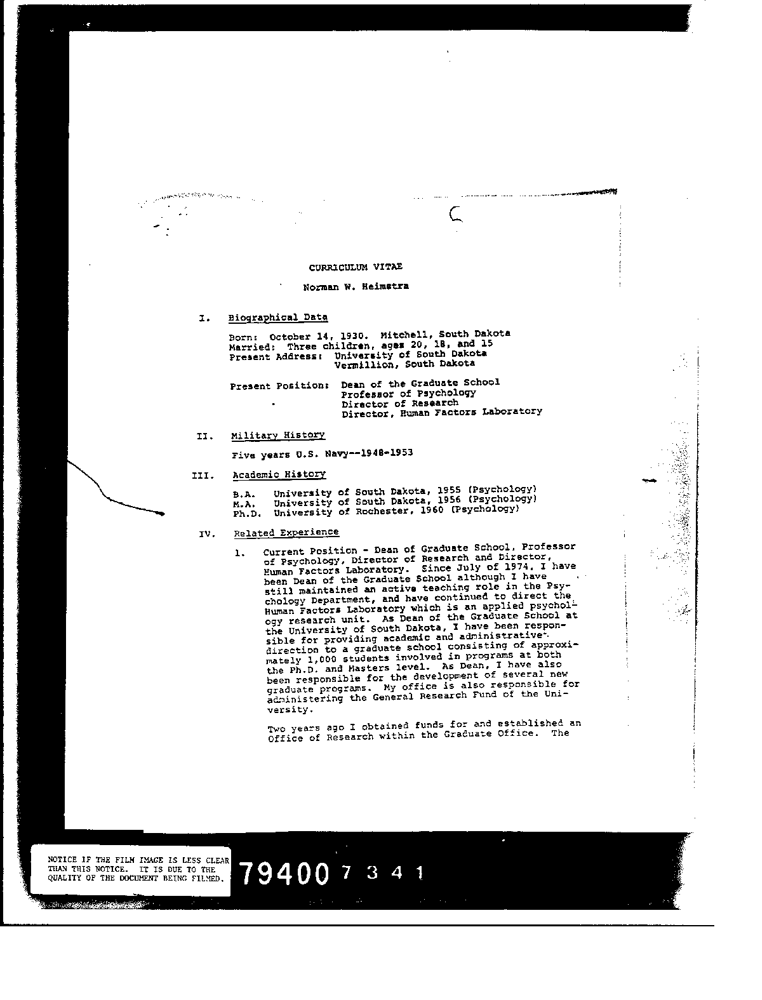 CURRICULUM VITAE
Norman W. Heimstra
I. Biographical Data
Born: October 14, 1930. Mitchell, South Dakota
Married: Three children, ages 20, 18, and 15
Present Address: University of South Dakota
Vermillion, South Dakota
Present Position: Dean of the Graduate School
Professor of Psychology
Director of Research
Director, Human Factors Laboratory
II. Military History
Five years U.S. Navy--1948-1953
III. Academic History
B.A. University of South Dakota, 1955 (Psychology)
M.A. University of South Dakota, 1956 (Psychology)
Ph.D. University of Rochester, 1960 (Psychology)
IV. Related Experience
1. Current Position - Dean of Graduate School, Professor
of Psychology, Director of Research and Director,
Human Factors Laboratory. Since July of 1974, I have
been Dean of the Graduate School although I have
still maintained an active teaching role in the Psy-
chology Department, and have continued to direct the
Human Factors Laboratory which is an applied psychol-
ogy research unit. As Dean of the Graduate School at
the University of South Dakota, I have been respon-
sible for providing academic and administrative
direction to a graduate school consisting of approxi-
mately 1,000 students involved in programs at both
the Ph.D. and Masters level. As Dean, I have also
been responsible for the development of several new
graduate programs. My office is also responsible for
administering the General Research Fund of the Uni-
versity.
Two years ago I obtained funds for and established an
Office of Research within the Graduate Office. The
NOTICE IF THE FILM IMAGE IS LESS CLEAR
THAN THIS NOTICE. IT IS DUE TO THE
QUALITY OF THE DOCUMENT BEING FILMED.
79400 7 3 4 1